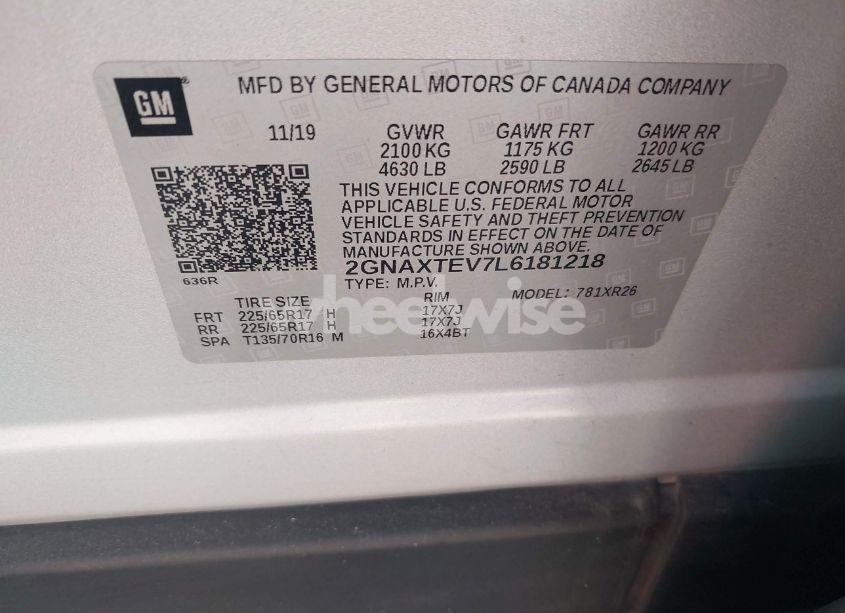 GM
MFD BY GENERAL MOTORS OF CANADA COMPANY
11/19 GVWR GAWR FRT GAWR RR
2100 KG 1175 KG 1200 KG
4630 LB 2590 LB 2645 LB
THIS VEHICLE CONFORMS TO ALL
APPLICABLE U.S. FEDERAL MOTOR
VEHICLE SAFETY AND THEFT PREVENTION
STANDARDS IN EFFECT ON THE DATE OF
MANUFACTURE SHOWN ABOVE.
636R
2GNAXTEV7L6181218
TYPE: M.P.V. MODEL: 781XR26
TIRE SIZE RIM
FRT 225/65R17 H 17X7J
RR 225/65R17 H 17X7J
SPA T135/70R16 M 16X4BT
wheelwise